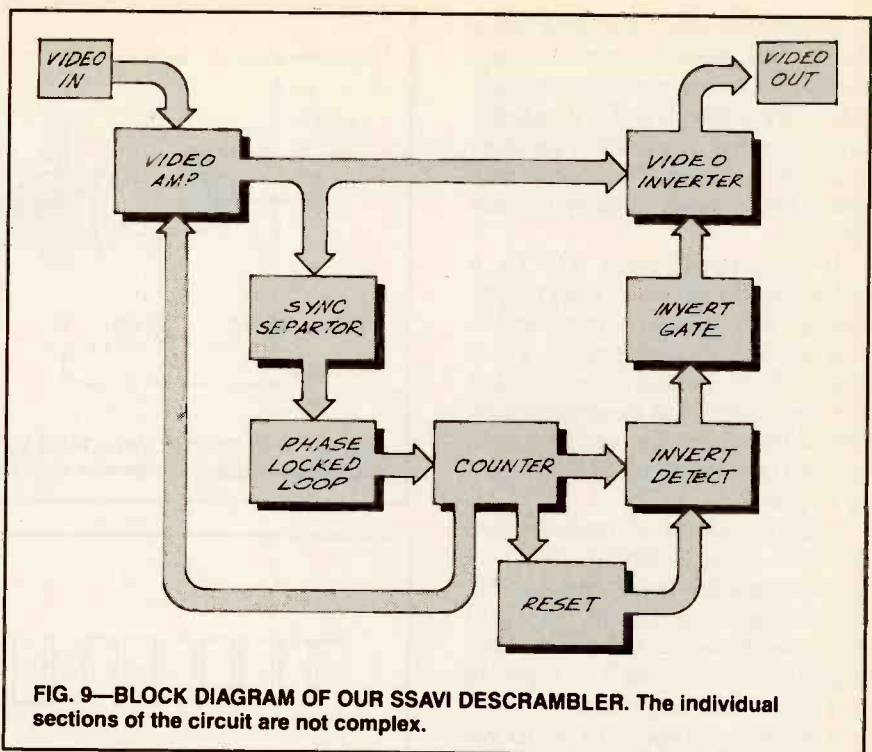 VIDEO
IN
VIDEO
OUT
VIDEO
AMP
VIDEO
INVERTER
SYNC
SEPARTOR
INVERT
GATE
PHASE
LOCKED
LOOP
COUNTER
INVERT
DETECT
RESET
FIG. 9—BLOCK DIAGRAM OF OUR SSAVI DESCRAMBLER. The individual
sections of the circuit are not complex.